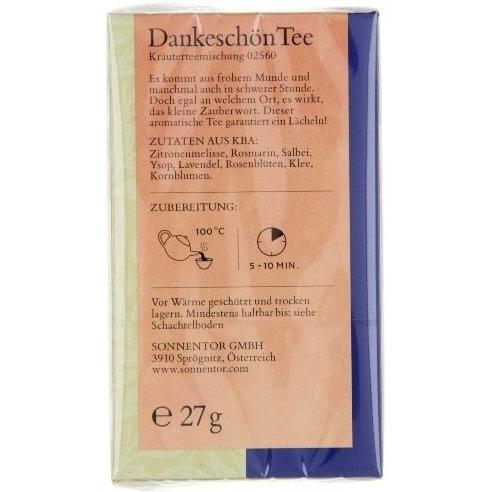 DankeschönTee
Kräuterteemischung 02560
Es kommt aus frohem Munde und
manchmal auch in schwerer Stunde.
Doch egal an welchem Ort, es wirkt,
das kleine Zauberwort. Dieser
aromatische Tee garantiert ein Lächeln!
ZUTATEN AUS KBA:
Zitronenmelisse, Rosmarin, Salbei,
Ysop, Lavendel, Rosenblüten, Klee,
Kornblumen.
ZUBEREITUNG:
100°C
5-10 MIN.
Vor Wärme geschützt und trocken
lagern. Mindestens haltbar bis: siehe
Schachtelboden
SONNENTOR GMBH
3910 Sprögnitz, Österreich
www.sonnentor.com
℮ 27g